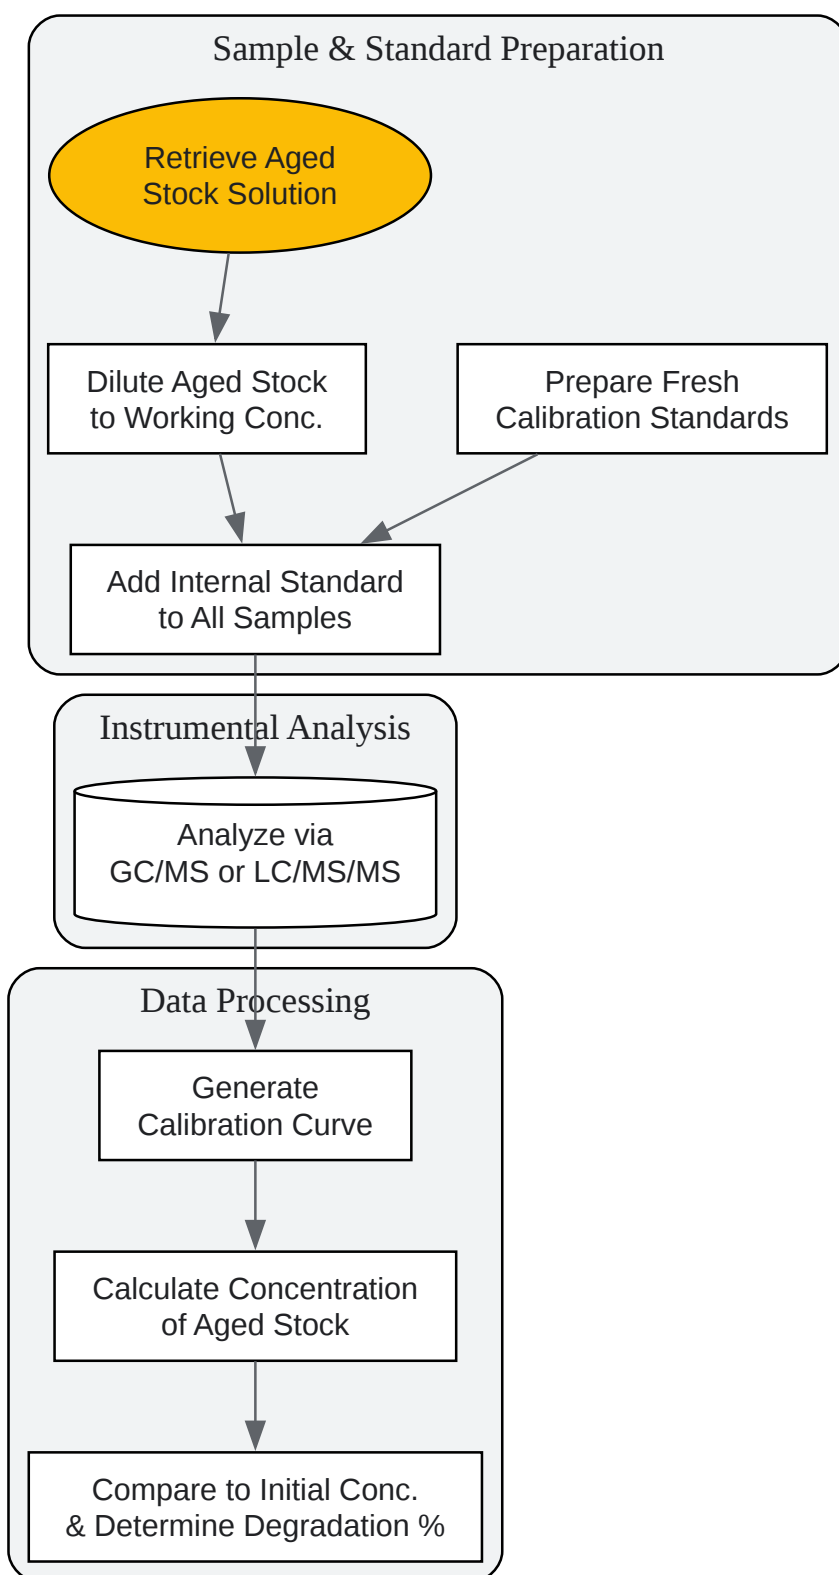 Sample & Standard Preparation
Retrieve Aged
Stock Solution
Dilute Aged Stock
to Working Conc.
Prepare Fresh
Calibration Standards
Add Internal Standard
to All Samples
Instrumental Analysis
Analyze via
GC/MS or LC/MS/MS
Data Processing
Generate
Calibration Curve
Calculate Concentration
of Aged Stock
Compare to Initial Conc.
& Determine Degradation %